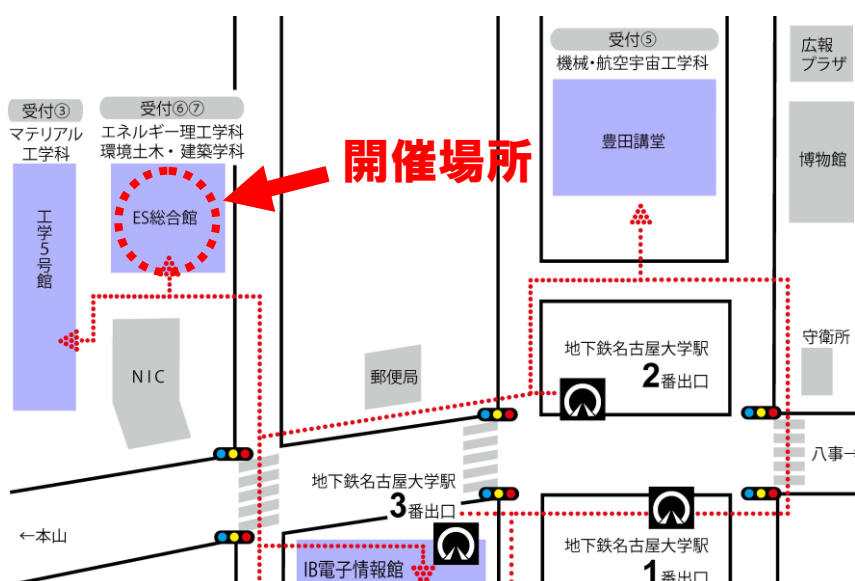 受付⑤
機械・航空宇宙工学科
広報
プラザ
受付③
マテリアル
工学科
受付⑥⑦
エネルギー理工学科
環境土木・建築学科
開催場所
豊田講堂
博物館
ES総合館
工学5号館
守衛所
地下鉄名古屋大学駅
2番出口
NIC
郵便局
八事→
地下鉄名古屋大学駅
3番出口
←本山
地下鉄名古屋大学駅
1番出口
IB電子情報館